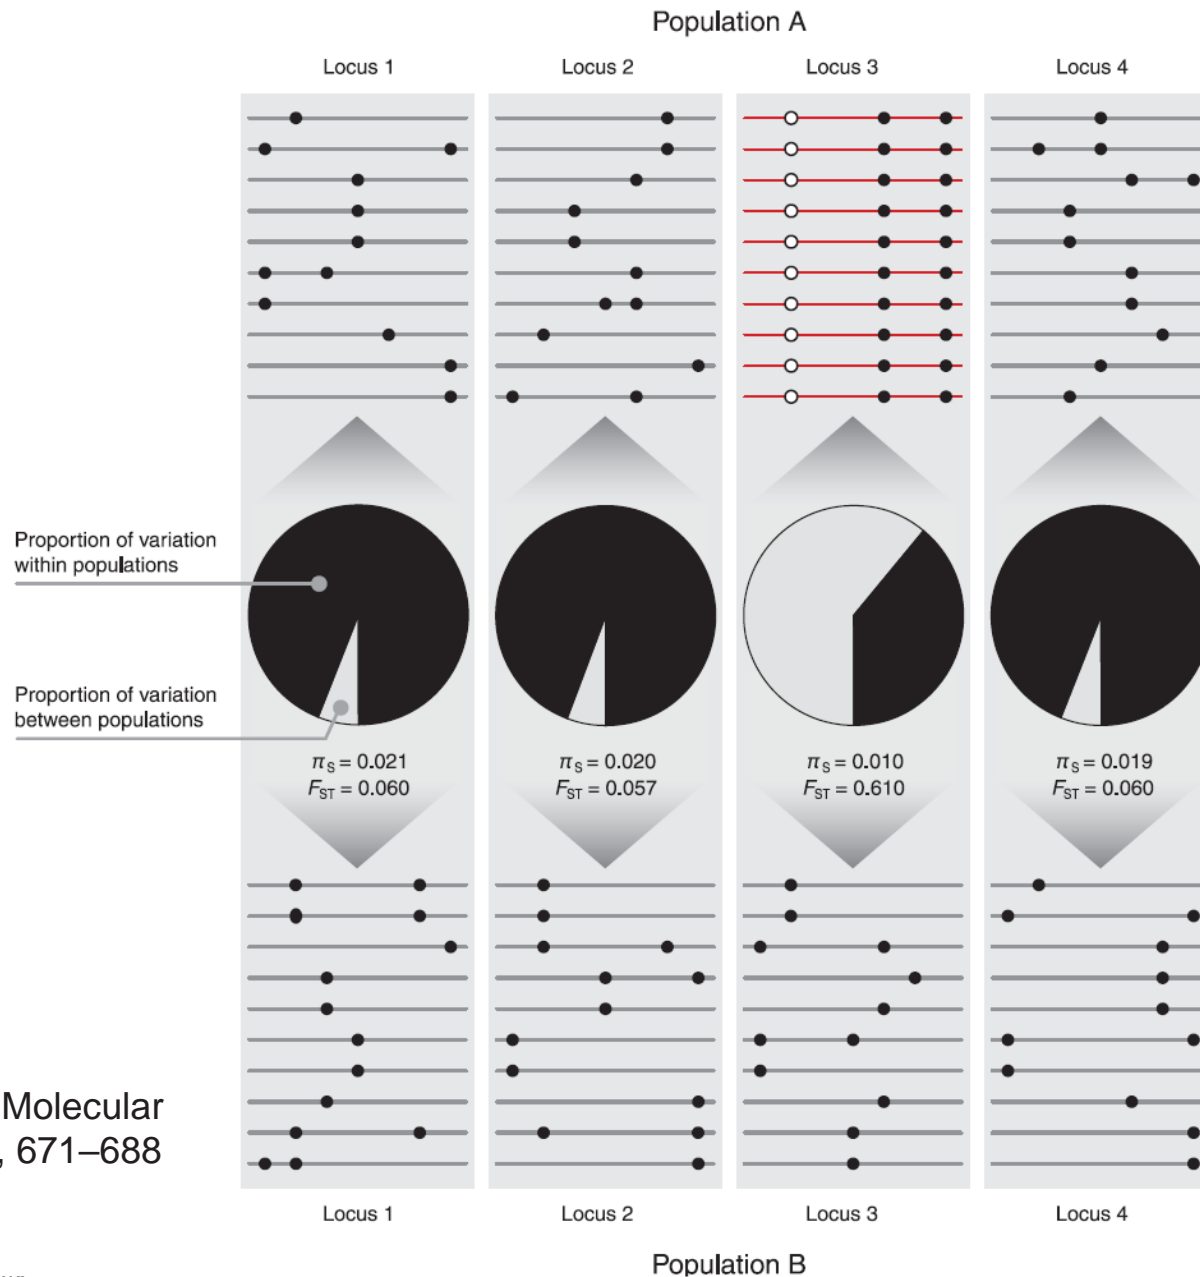 Population A
Locus 1 Locus 2 Locus 3 Locus 4
Proportion of variation
within populations
Proportion of variation
between populations
πS = 0.021 πS = 0.020 πS = 0.010 πS = 0.019
FST = 0.060 FST = 0.057 FST = 0.610 FST = 0.060
Molecular
, 671–688
Locus 1 Locus 2 Locus 3 Locus 4
Population B